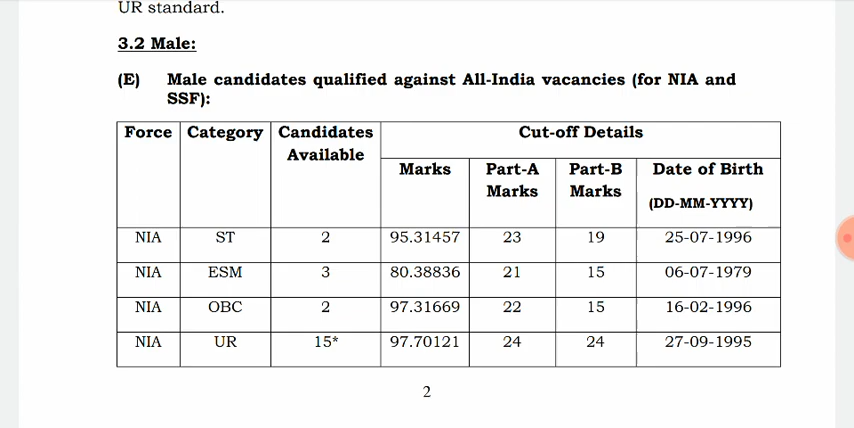 UR standard.
3.2 Male:
(E) Male candidates qualified against All-India vacancies (for NIA and
SSF):
Force Category Candidates Available Cut-off Details
Marks Part-A Marks Part-B Marks Date of Birth (DD-MM-YYYY)
NIA ST 2 95.31457 23 19 25-07-1996
NIA ESM 3 80.38836 21 15 06-07-1979
NIA OBC 2 97.31669 22 15 16-02-1996
NIA UR 15* 97.70121 24 24 27-09-1995
2